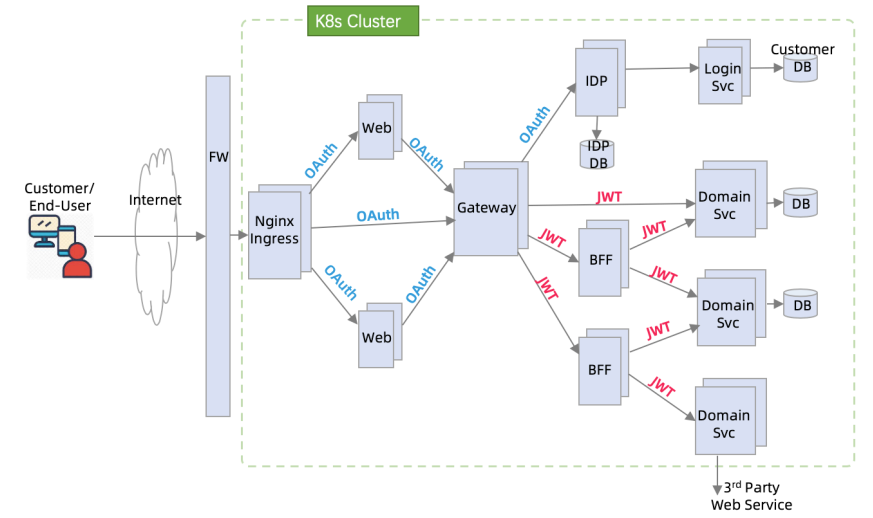 K8s Cluster
Customer/
End-User
Internet
FW
Nginx
Ingress
OAuth
Web
OAuth
OAuth
OAuth
Web
OAuth
Gateway
OAuth
IDP
IDP
DB
Login
Svc
Customer
DB
JWT
Domain
Svc
DB
JWT
BFF
JWT
JWT
Domain
Svc
DB
JWT
BFF
JWT
JWT
Domain
Svc
3rd Party
Web Service